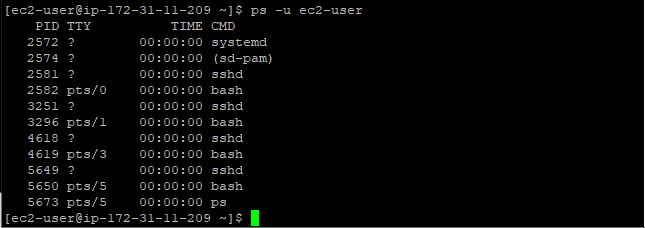 [ec2-user@ip-172-31-11-209 ~]$ ps -u ec2-user
    PID TTY          TIME CMD
   2572 ?        00:00:00 systemd
   2574 ?        00:00:00 (sd-pam)
   2581 ?        00:00:00 sshd
   2582 pts/0    00:00:00 bash
   3251 ?        00:00:00 sshd
   3296 pts/1    00:00:00 bash
   4618 ?        00:00:00 sshd
   4619 pts/3    00:00:00 bash
   5649 ?        00:00:00 sshd
   5650 pts/5    00:00:00 bash
   5673 pts/5    00:00:00 ps
[ec2-user@ip-172-31-11-209 ~]$